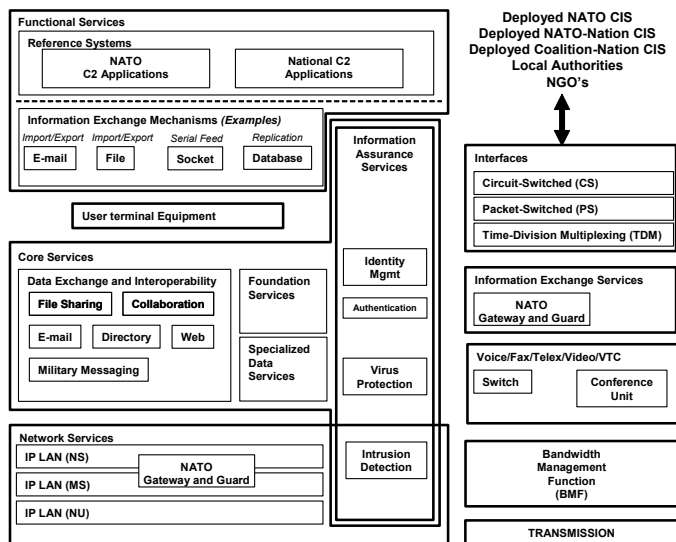 Functional Services
Reference Systems
NATO
C2 Applications
National C2
Applications
Information Exchange Mechanisms (Examples)
Import/Export
Import/Export
Serial Feed
Replication
E-mail
File
Socket
Database
Information
Assurance
Services
User terminal Equipment
Core Services
Data Exchange and Interoperability
File Sharing
Collaboration
E-mail
Directory
Web
Military Messaging
Foundation
Services
Specialized
Data
Services
Identity
Mgmt
Authentication
Virus
Protection
Intrusion
Detection
Network Services
IP LAN (NS)
IP LAN (MS)
IP LAN (NU)
NATO
Gateway and Guard
Deployed NATO CIS
Deployed NATO-Nation CIS
Deployed Coalition-Nation CIS
Local Authorities
NGO's
Interfaces
Circuit-Switched (CS)
Packet-Switched (PS)
Time-Division Multiplexing (TDM)
Information Exchange Services
NATO
Gateway and Guard
Voice/Fax/Telex/Video/VTC
Switch
Conference
Unit
Bandwidth
Management
Function
(BMF)
TRANSMISSION